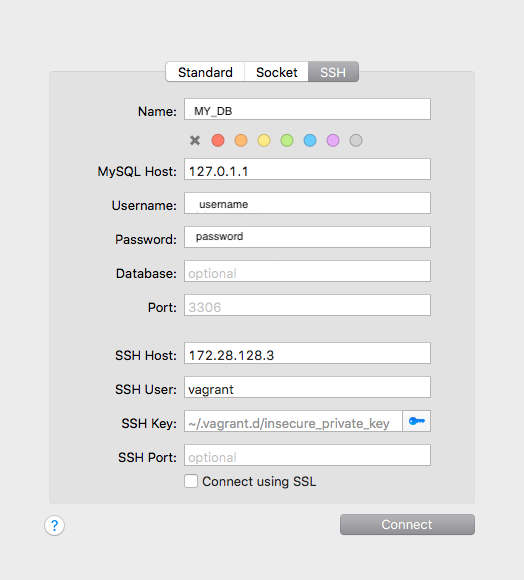 Standard Socket SSH
Name: MY_DB
MySQL Host: 127.0.1.1
Username: username
Password: password
Database: optional
Port: 3306
SSH Host: 172.28.128.3
SSH User: vagrant
SSH Key: ~/.vagrant.d/insecure_private_key
SSH Port: optional
Connect using SSL
? Connect